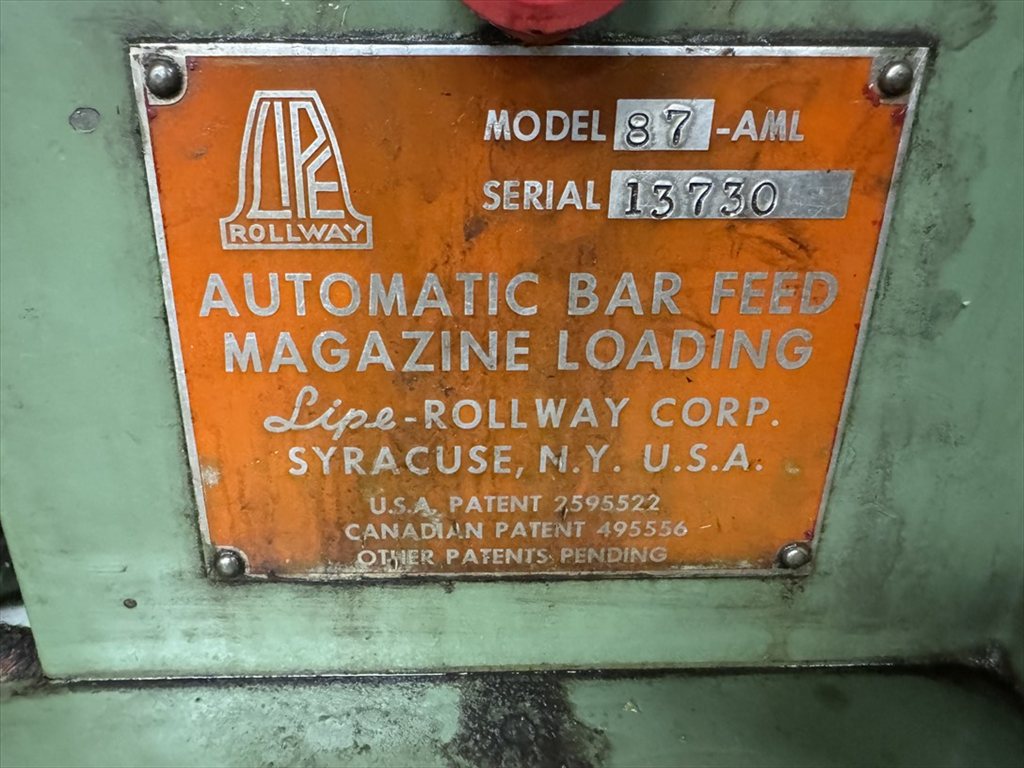 LIPE
ROLLWAY
MODEL 87 -AML
SERIAL 13730
AUTOMATIC BAR FEED
MAGAZINE LOADING
Lipe-ROLLWAY CORP.
SYRACUSE, N.Y. U.S.A.
U.S.A. PATENT 2595522
CANADIAN PATENT 495556
OTHER PATENTS PENDING